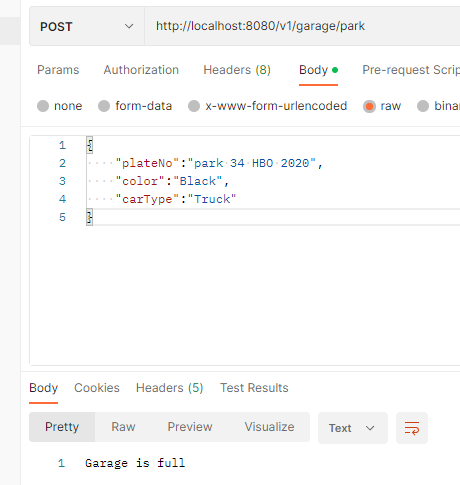 POST http://localhost:8080/v1/garage/park
Params Authorization Headers (8) Body Pre-request Scrip
none form-data x-www-form-urlencoded raw binar
1 {
2 "plateNo":"park 34 HBO 2020",
3 "color":"Black",
4 "carType":"Truck"
5 }
Body Cookies Headers (5) Test Results
Pretty Raw Preview Visualize Text
1 Garage is full